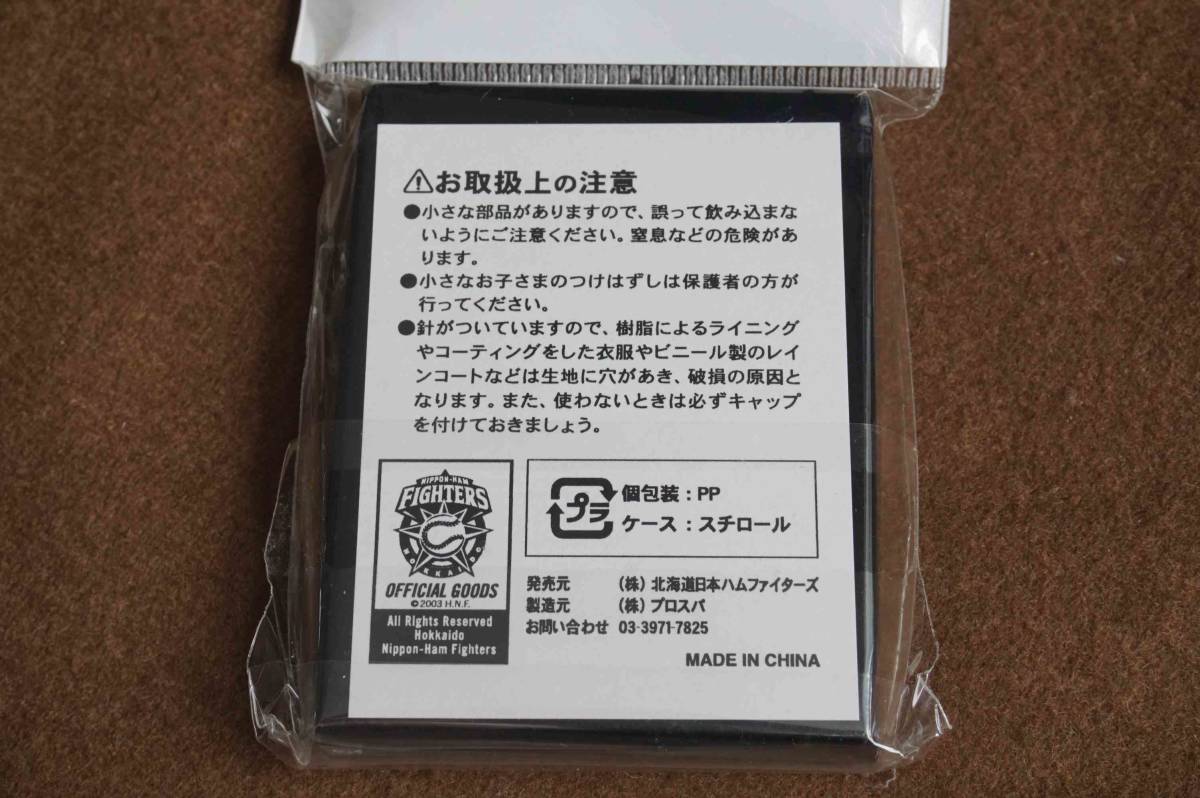 ⚠お取扱上の注意
●小さな部品がありますので、誤って飲み込まな
いようにご注意ください。窒息などの危険があ
ります。
●小さなお子さまのつけはずしは保護者の方が
行ってください。
●針がついていますので、樹脂によるライニング
やコーティングをした衣服やビニール製のレイ
ンコートなどは生地に穴があき、破損の原因と
なります。また、使わないときは必ずキャップ
を付けておきましょう。
NIPPON-HAM
FIGHTERS
HOKKAIDO
OFFICIAL GOODS
©2003 H.N.F.
All Rights Reserved
Hokkaido
Nippon-Ham Fighters
プラ
個包装：PP
ケース：スチロール
発売元 （株）北海道日本ハムファイターズ
製造元 （株）プロスパ
お問い合わせ 03-3971-7825
MADE IN CHINA